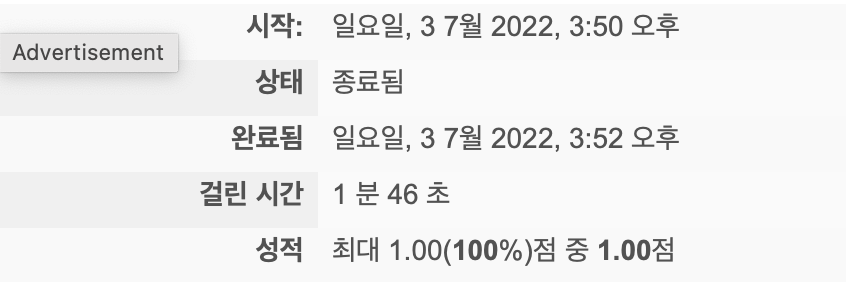 시작: 일요일, 3 7월 2022, 3:50 오후
Advertisement
상태 종료됨
완료됨 일요일, 3 7월 2022, 3:52 오후
걸린 시간 1 분 46 초
성적 최대 1.00(100%)점 중 1.00점